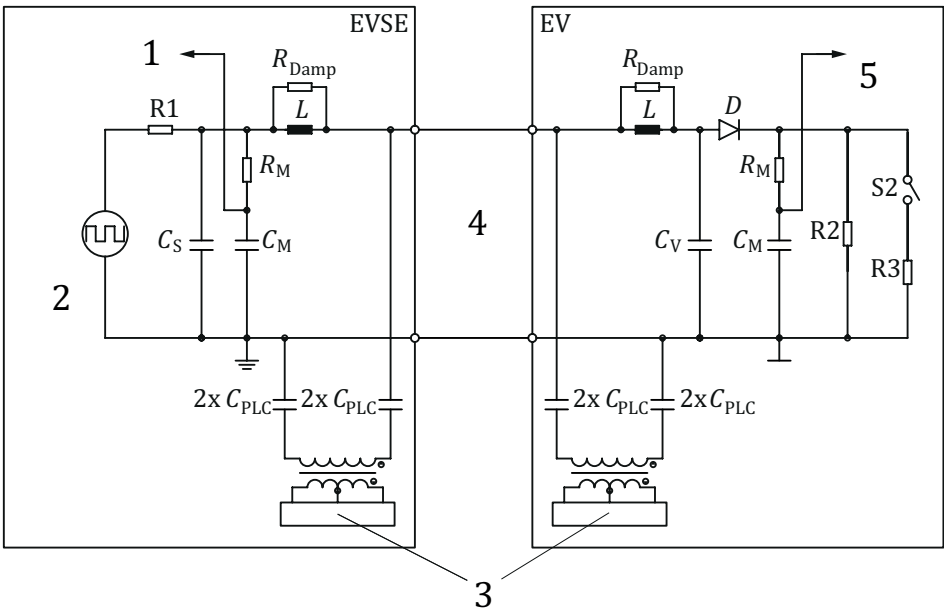 EVSE
EV
1
R_Damp
R_Damp
5
R1
L
L
D
R_M
R_M
S2
C_S
C_M
4
C_V
C_M
R2
R3
2
2x C_PLC 2x C_PLC
2x C_PLC 2x C_PLC
3